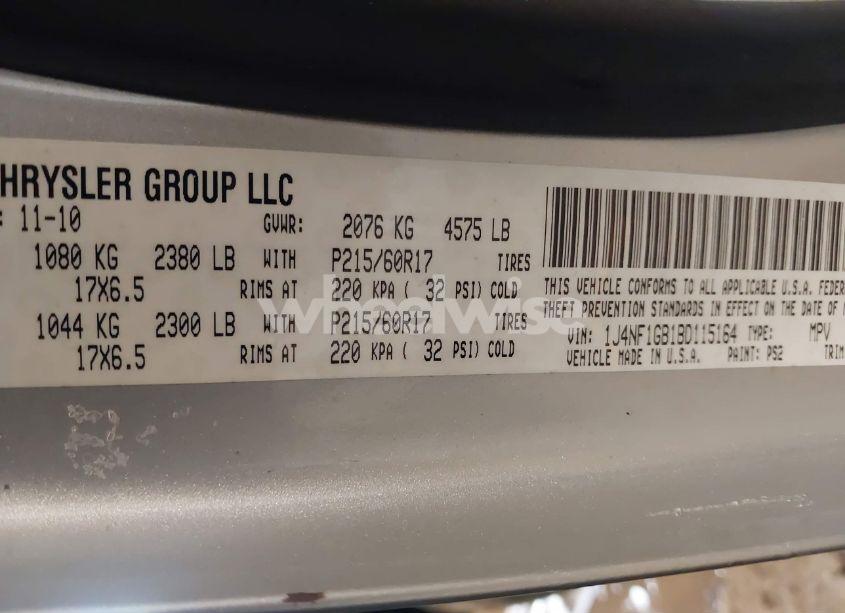 HRYSLER GROUP LLC
: 11-10 GVWR: 2076 KG 4575 LB
1080 KG 2380 LB WITH P215/60R17 TIRES
17X6.5 RIMS AT 220 KPA ( 32 PSI) COLD
1044 KG 2300 LB WITH P215/60R17 TIRES
17X6.5 RIMS AT 220 KPA ( 32 PSI) COLD
THIS VEHICLE CONFORMS TO ALL APPLICABLE U.S.A. FEDER
THEFT PREVENTION STANDARDS IN EFFECT ON THE DATE OF
VIN: 1J4NF1GB1BD115164 TYPE: MPV
VEHICLE MADE IN U.S.A. PAINT: PS2 TRIM
wheelwise